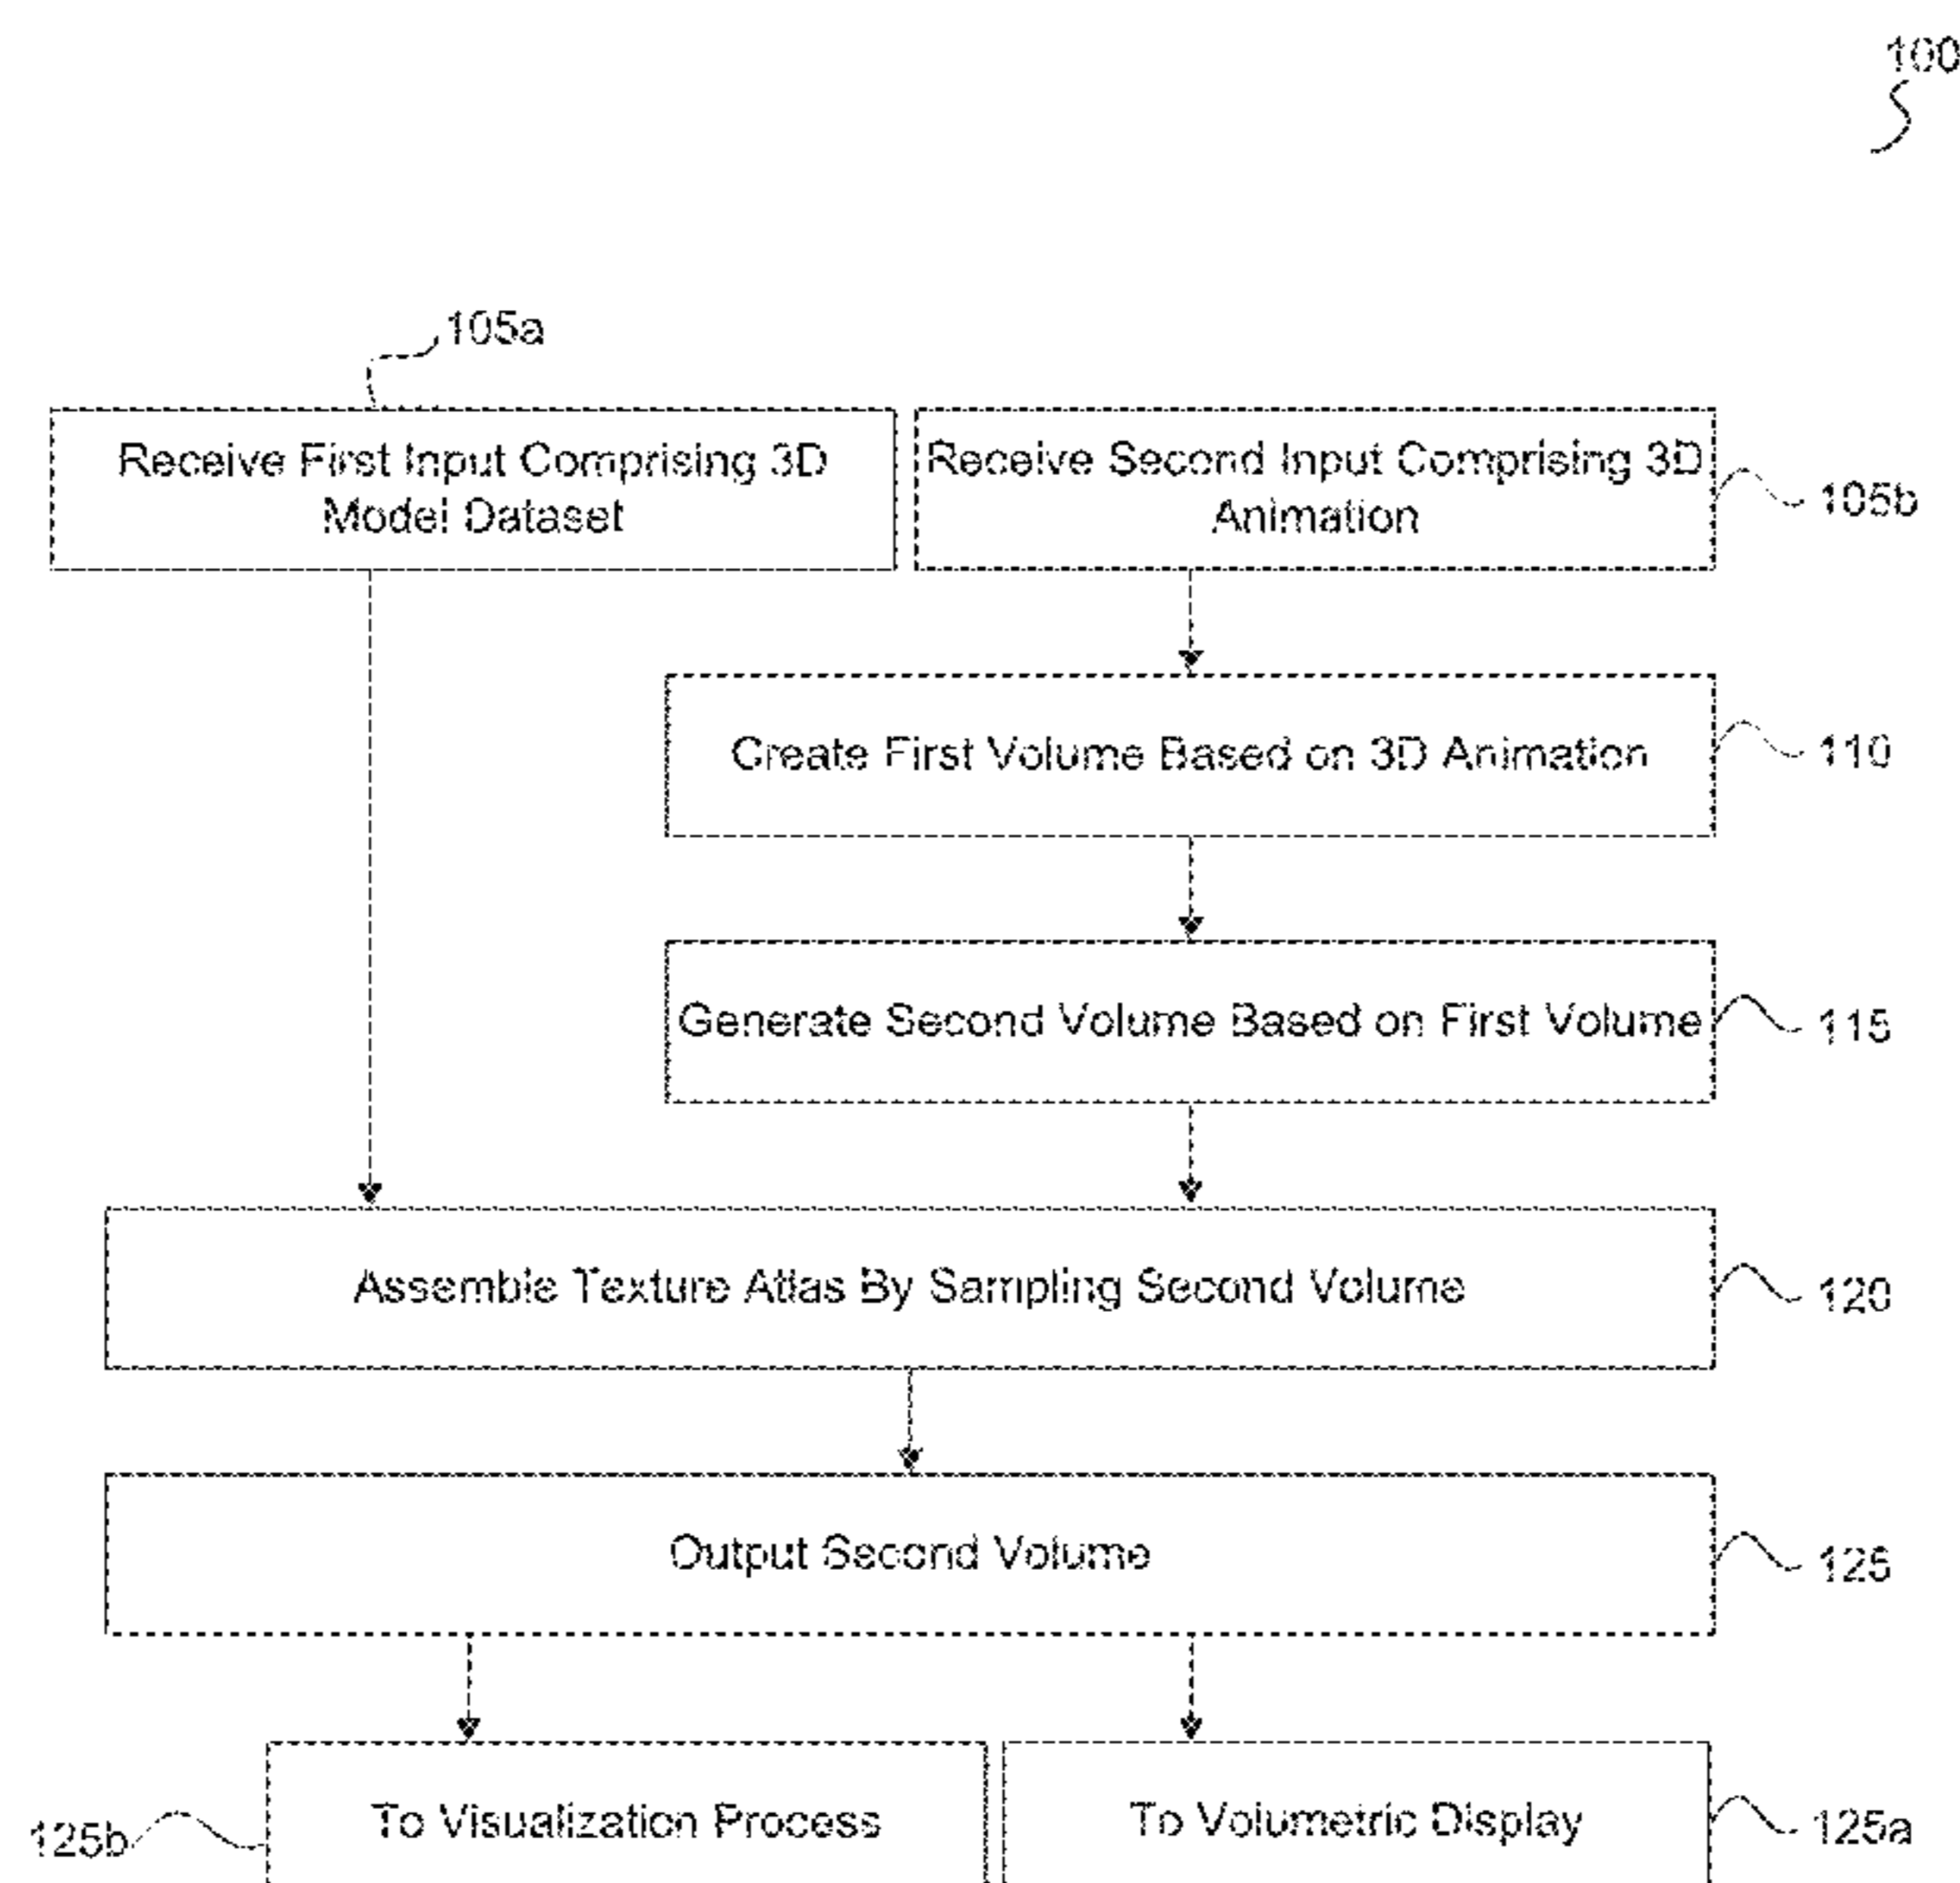 100
105a
Receive First Input Comprising 3D
Model Dataset
Receive Second Input Comprising 3D
Animation
105b
Create First Volume Based on 3D Animation
110
Generate Second Volume Based on First Volume
115
Assemble Texture Atlas By Sampling Second Volume
120
Output Second Volume
125
125b
To Visualization Process
To Volumetric Display
125a